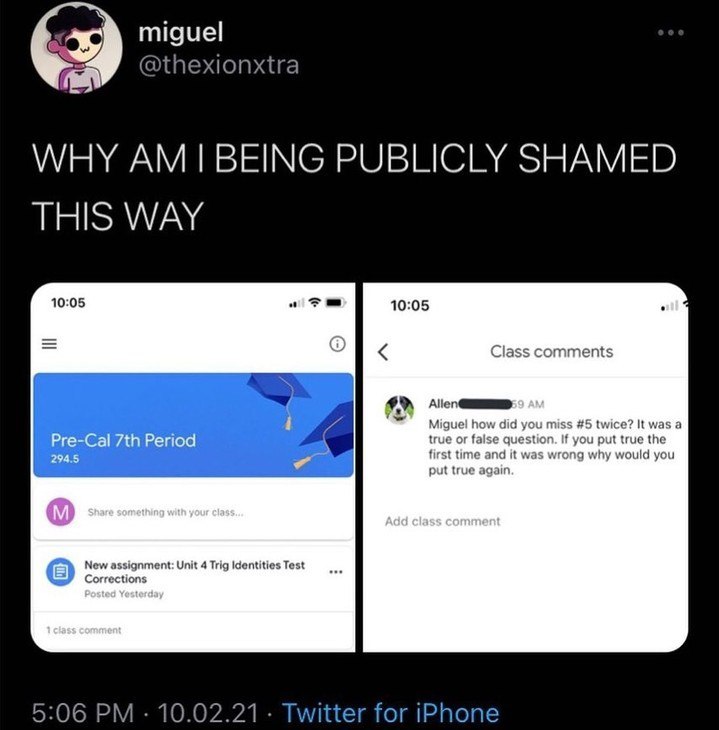 miguel
@thexionxtra
WHY AM I BEING PUBLICLY SHAMED
THIS WAY
10:05
Pre-Cal 7th Period
294.5
M
Share something with your class...
New assignment: Unit 4 Trig Identities Test
Corrections
Posted Yesterday
1 class comment
10:05
Class comments
Allen 59 AM
Miguel how did you miss #5 twice? It was a
true or false question. If you put true the
first time and it was wrong why would you
put true again.
Add class comment
5:06 PM · 10.02.21 · Twitter for iPhone